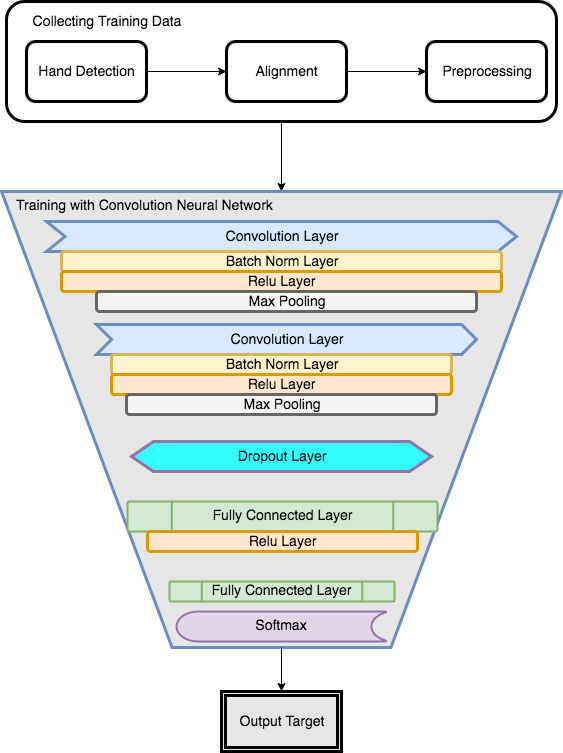 Collecting Training Data
Hand Detection
Alignment
Preprocessing
Training with Convolution Neural Network
Convolution Layer
Batch Norm Layer
Relu Layer
Max Pooling
Convolution Layer
Batch Norm Layer
Relu Layer
Max Pooling
Dropout Layer
Fully Connected Layer
Relu Layer
Fully Connected Layer
Softmax
Output Target